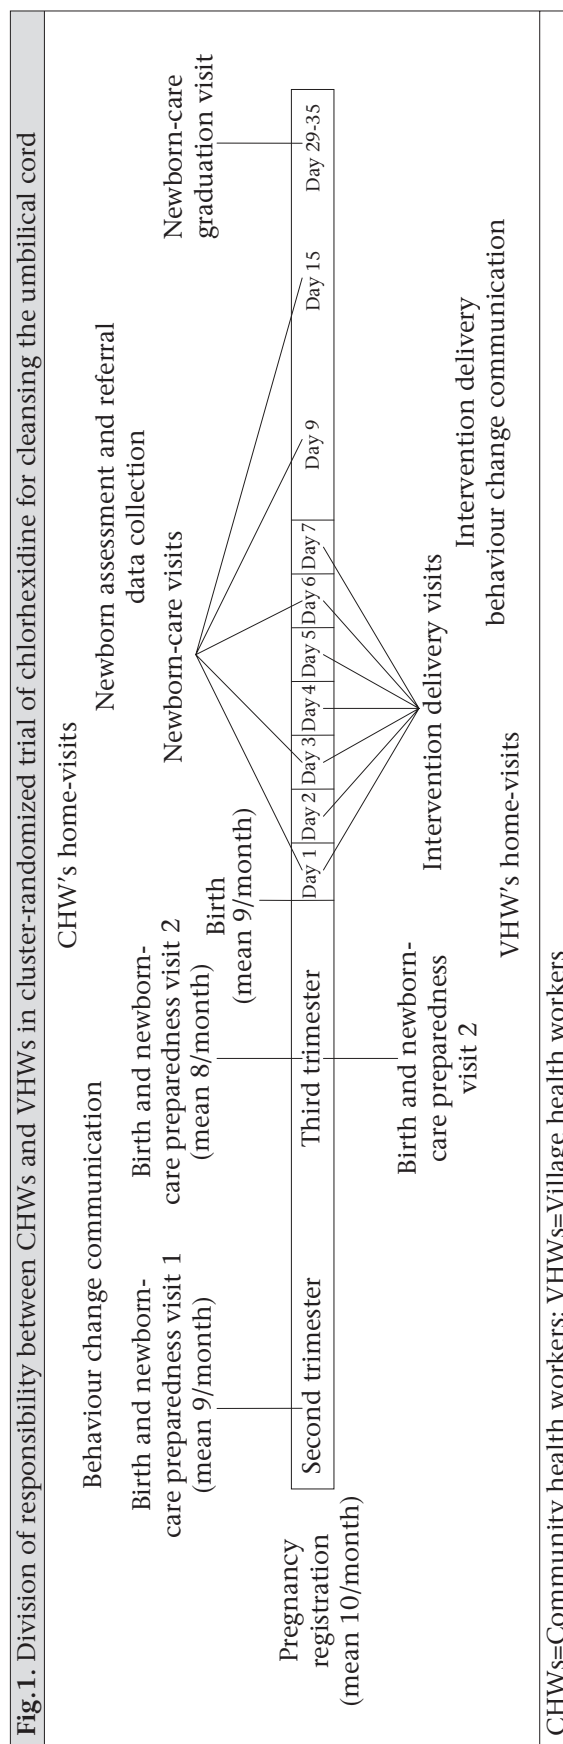 Fig.1. Division of responsibility between CHWs and VHWs in cluster-randomized trial of chlorhexidine for cleansing the umbilical cord
CHW's home-visits
Behaviour change communication
Newborn assessment and referral
data collection
Birth and newborn-
care preparedness visit 1
(mean 9/month)
Birth and newborn-
care preparedness visit 2
(mean 8/month)
Birth
(mean 9/month)
Newborn-care visits
Newborn-care
graduation visit
Pregnancy
registration
(mean 10/month)
Second trimester
Third trimester
Day 1
Day 2
Day 3
Day 4
Day 5
Day 6
Day 7
Day 9
Day 15
Day 29-35
Birth and newborn-
care preparedness
visit 2
Intervention delivery visits
Intervention delivery
behaviour change communication
VHW's home-visits
CHWs=Community health workers; VHWs=Village health workers